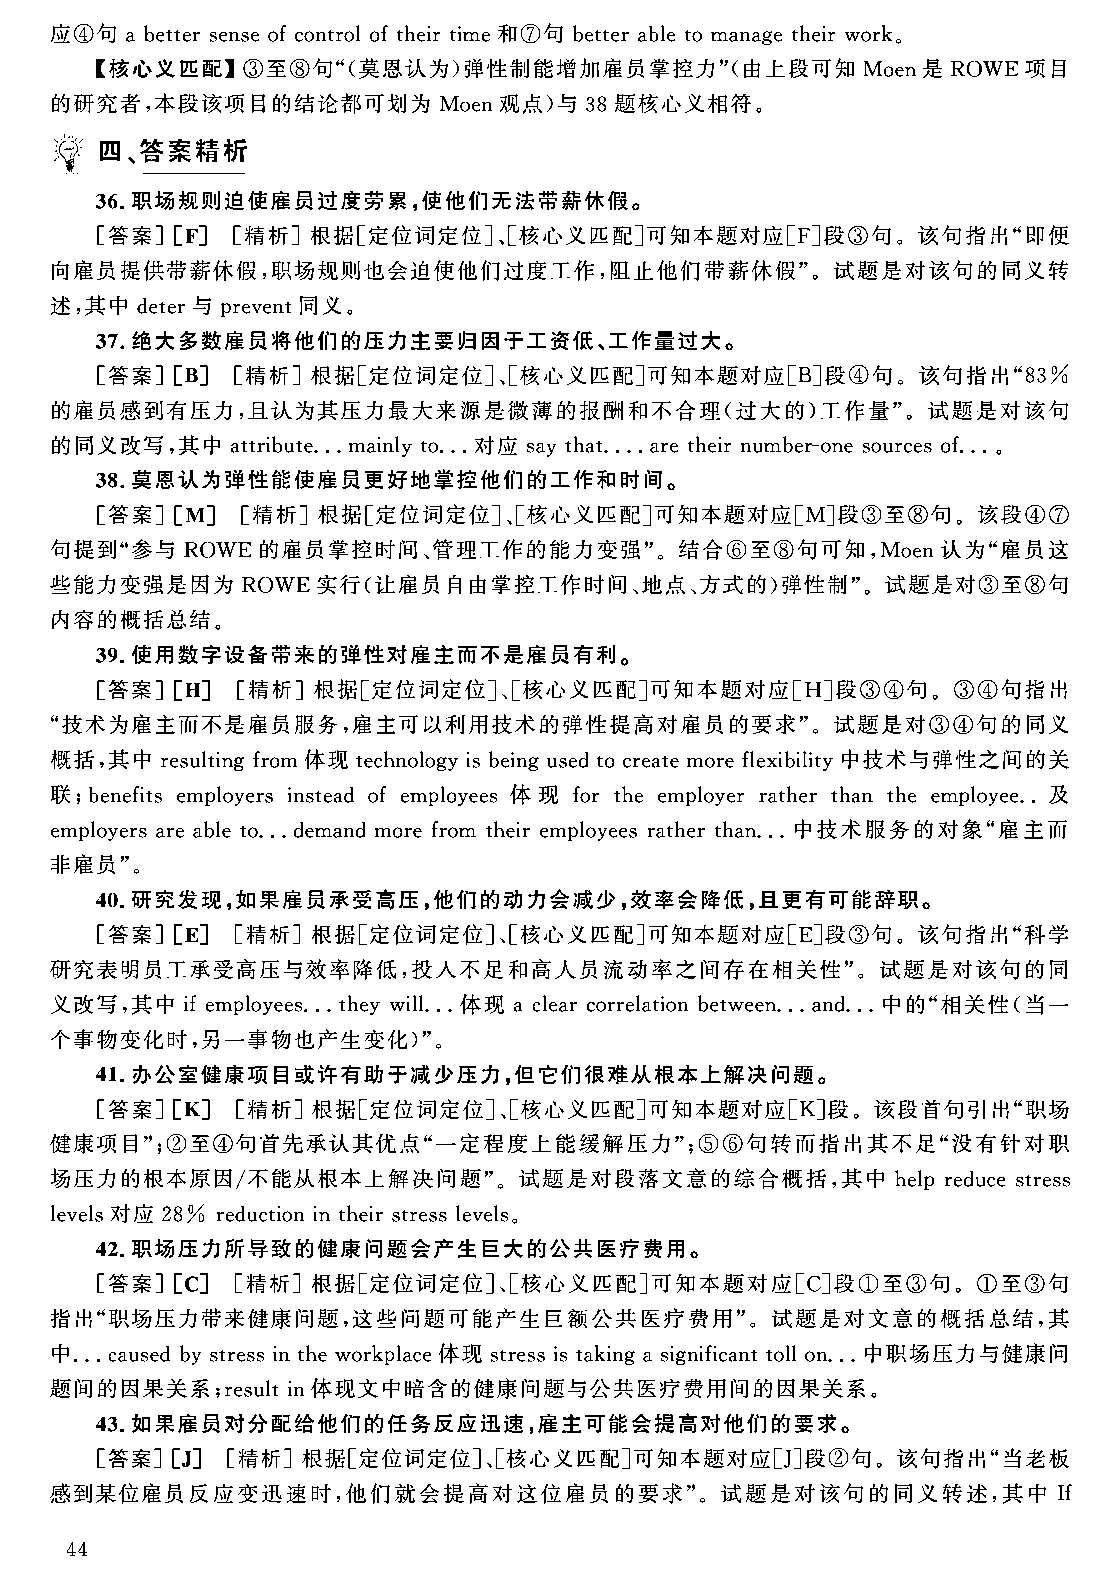 应④句 a better sense of control of their time 和⑦句 better able to manage their work。
【核心义匹配】③至⑧句“(莫恩认为)弹性制能增加雇员掌控力”(由上段可知 Moen 是 ROWE 项目
的研究者,本段该项目的结论都可划为 Moen 观点)与 38 题核心义相符。
四、答案精析
36. 职场规则迫使雇员过度劳累,使他们无法带薪休假。
[答案][F] [精析] 根据[定位词定位]、[核心义匹配]可知本题对应[F]段③句。该句指出“即便
向雇员提供带薪休假,职场规则也会迫使他们过度工作,阻止他们带薪休假”。试题是对该句的同义转
述,其中 deter 与 prevent 同义。
37. 绝大多数雇员将他们的压力主要归因于工资低、工作量过大。
[答案][B] [精析] 根据[定位词定位]、[核心义匹配]可知本题对应[B]段④句。该句指出“83%
的雇员感到有压力,且认为其压力最大来源是微薄的报酬和不合理(过大的)工作量”。试题是对该句
的同义改写,其中 attribute...mainly to...对应 say that....are their number-one sources of...。
38. 莫恩认为弹性能使雇员更好地掌控他们的工作和时间。
[答案][M] [精析] 根据[定位词定位]、[核心义匹配]可知本题对应[M]段③至⑧句。该段④⑦
句提到“参与 ROWE 的雇员掌控时间、管理工作的能力变强”。结合⑥至⑧句可知,Moen 认为“雇员这
些能力变强是因为 ROWE 实行(让雇员自由掌控工作时间、地点、方式的)弹性制”。试题是对③至⑧句
内容的概括总结。
39. 使用数字设备带来的弹性对雇主而不是雇员有利。
[答案][H] [精析] 根据[定位词定位]、[核心义匹配]可知本题对应[H]段③④句。③④句指出
“技术为雇主而不是雇员服务,雇主可以利用技术的弹性提高对雇员的要求”。试题是对③④句的同义
概括,其中 resulting from 体现 technology is being used to create more flexibility 中技术与弹性之间的关
联;benefits employers instead of employees 体现 for the employer rather than the employee.. 及
employers are able to...demand more from their employees rather than...中技术服务的对象“雇主而
非雇员”。
40. 研究发现,如果雇员承受高压,他们的动力会减少,效率会降低,且更有可能辞职。
[答案][E] [精析] 根据[定位词定位]、[核心义匹配]可知本题对应[E]段③句。该句指出“科学
研究表明员工承受高压与效率降低,投入不足和高人员流动率之间存在相关性”。试题是对该句的同
义改写,其中 if employees...they will...体现 a clear correlation between...and...中的“相关性(当一
个事物变化时,另一事物也产生变化)”。
41. 办公室健康项目或许有助于减少压力,但它们很难从根本上解决问题。
[答案][K] [精析] 根据[定位词定位]、[核心义匹配]可知本题对应[K]段。该段首句引出“职场
健康项目”;②至④句首先承认其优点“一定程度上能缓解压力”;⑤⑥句转而指出其不足“没有针对职
场压力的根本原因/不能从根本上解决问题”。试题是对段落文意的综合概括,其中 help reduce stress
levels 对应 28% reduction in their stress levels。
42. 职场压力所导致的健康问题会产生巨大的公共医疗费用。
[答案][C] [精析] 根据[定位词定位]、[核心义匹配]可知本题对应[C]段①至③句。①至③句
指出“职场压力带来健康问题,这些问题可能产生巨额公共医疗费用”。试题是对文意的概括总结,其
中...caused by stress in the workplace 体现 stress is taking a significant toll on...中职场压力与健康问
题间的因果关系;result in 体现文中暗含的健康问题与公共医疗费用间的因果关系。
43. 如果雇员对分配给他们的任务反应迅速,雇主可能会提高对他们的要求。
[答案][J] [精析] 根据[定位词定位]、[核心义匹配]可知本题对应[J]段②句。该句指出“当老板
感到某位雇员反应变迅速时,他们就会提高对这位雇员的要求”。试题是对该句的同义转述,其中 If
44